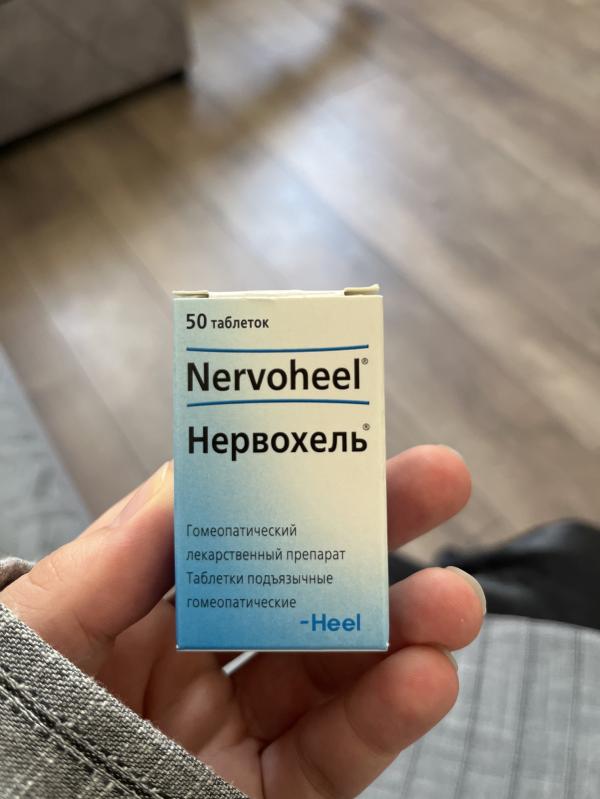 50 таблеток
Nervoheel®
Нервохель®
Гомеопатический
лекарственный препарат
Таблетки подъязычные
гомеопатические
-Heel